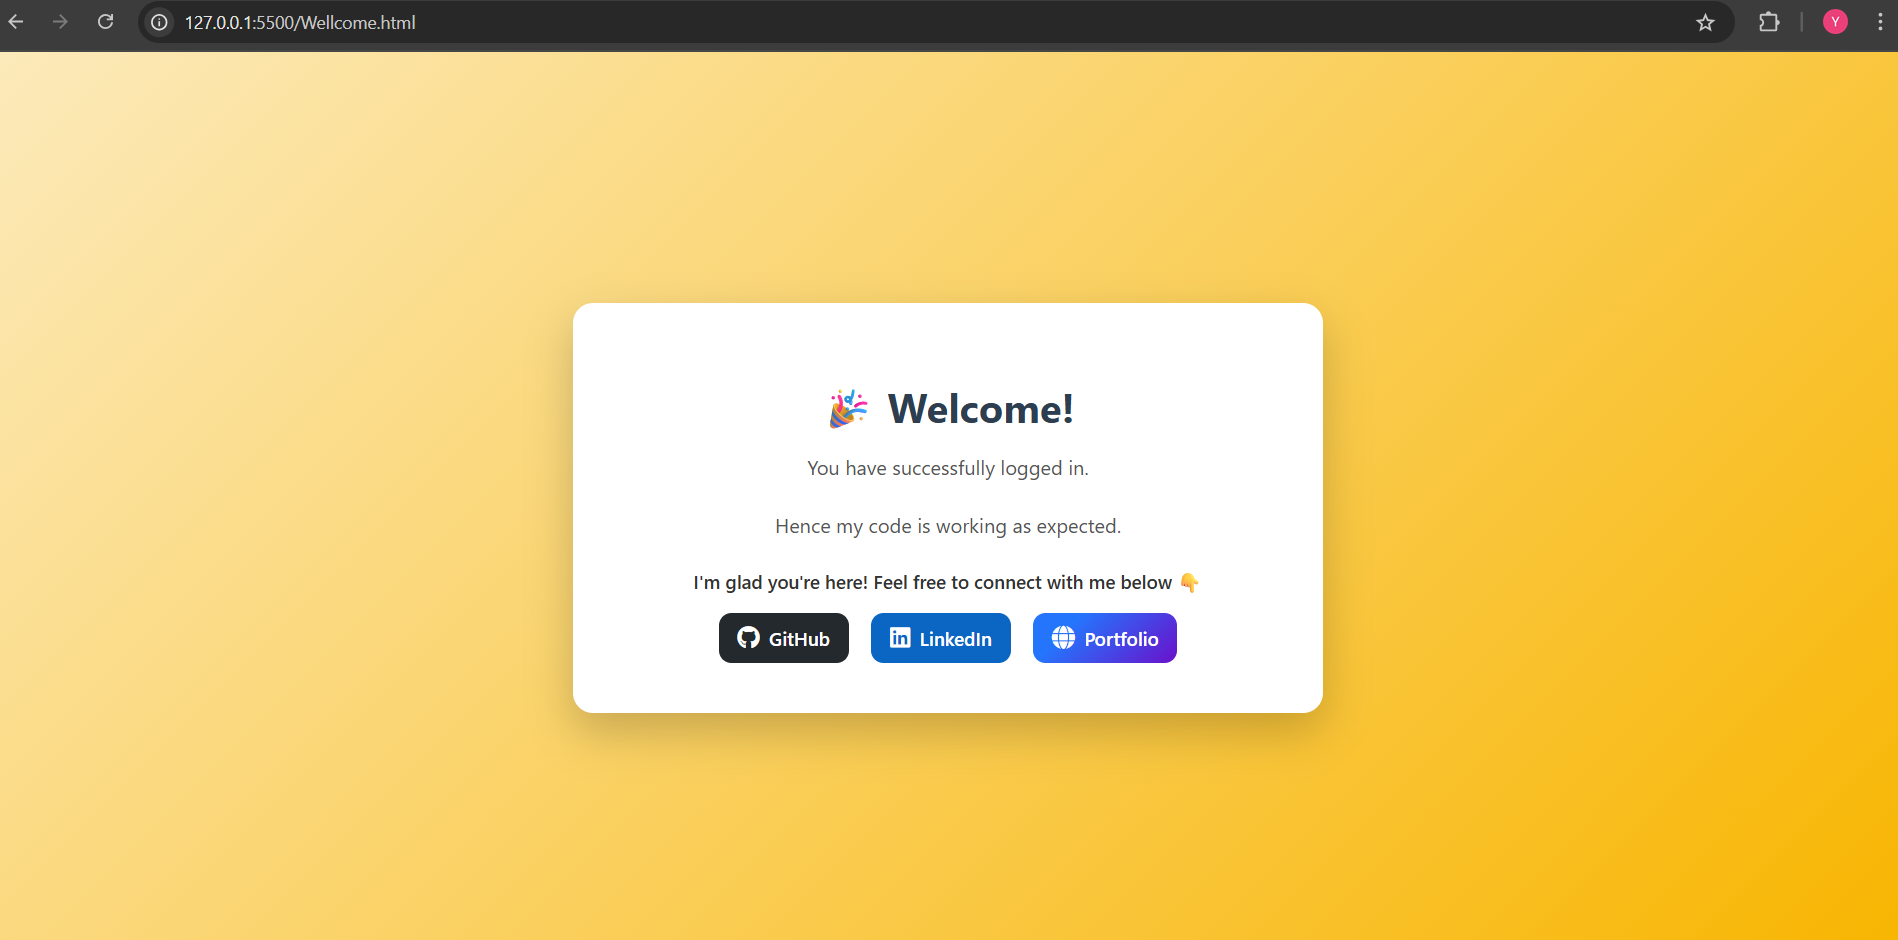 127.0.0.1:5500/Wellcome.html
Y
🎉 Welcome!
You have successfully logged in.
Hence my code is working as expected.
I'm glad you're here! Feel free to connect with me below 👇
GitHub
LinkedIn
Portfolio